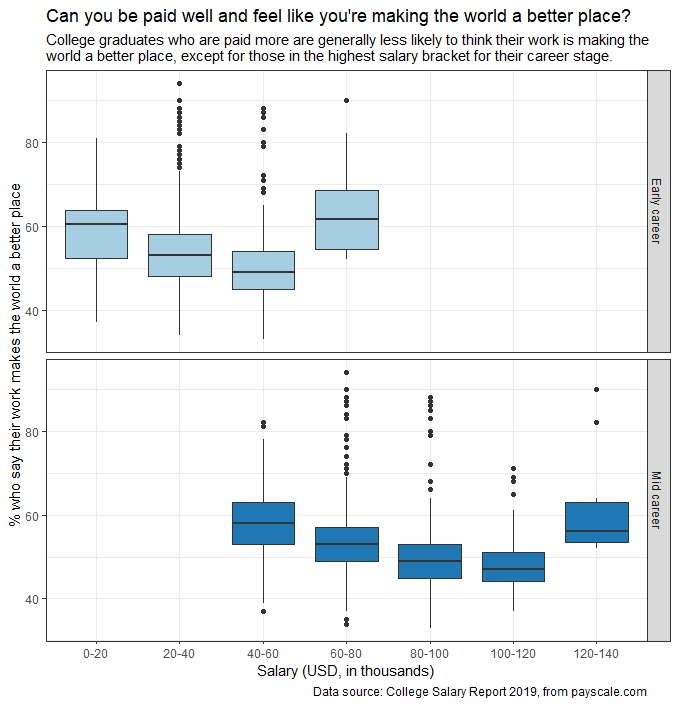 Can you be paid well and feel like you're making the world a better place?
College graduates who are paid more are generally less likely to think their work is making the
world a better place, except for those in the highest salary bracket for their career stage.
% who say their work makes the world a better place
80
60
40
Early career
80
60
40
Mid career
0-20
20-40
40-60
60-80
80-100
100-120
120-140
Salary (USD, in thousands)
Data source: College Salary Report 2019, from payscale.com